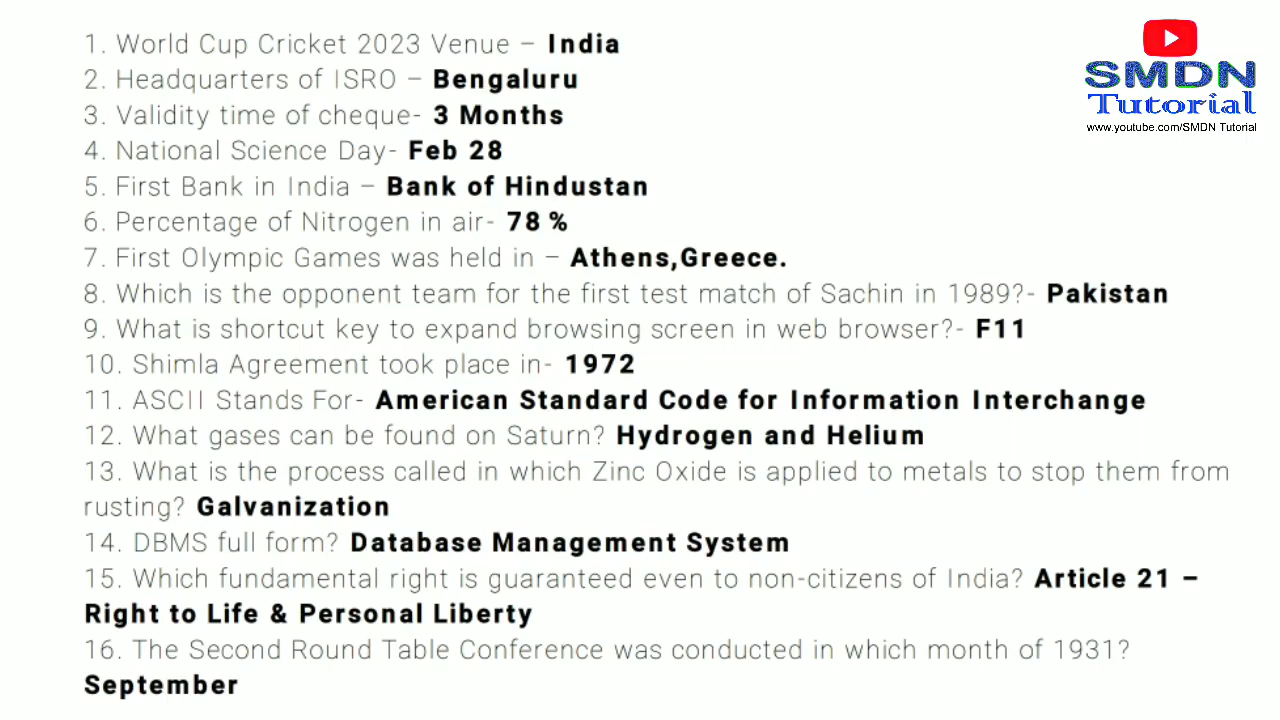 1. World Cup Cricket 2023 Venue – India
2. Headquarters of ISRO – Bengaluru
3. Validity time of cheque- 3 Months
4. National Science Day- Feb 28
5. First Bank in India – Bank of Hindustan
6. Percentage of Nitrogen in air- 78 %
7. First Olympic Games was held in – Athens,Greece.
8. Which is the opponent team for the first test match of Sachin in 1989?- Pakistan
9. What is shortcut key to expand browsing screen in web browser?- F11
10. Shimla Agreement took place in- 1972
11. ASCII Stands For- American Standard Code for Information Interchange
12. What gases can be found on Saturn? Hydrogen and Helium
13. What is the process called in which Zinc Oxide is applied to metals to stop them from
rusting? Galvanization
14. DBMS full form? Database Management System
15. Which fundamental right is guaranteed even to non-citizens of India? Article 21 –
Right to Life & Personal Liberty
16. The Second Round Table Conference was conducted in which month of 1931?
September
SMDN
Tutorial
www.youtube.com/SMDN Tutorial